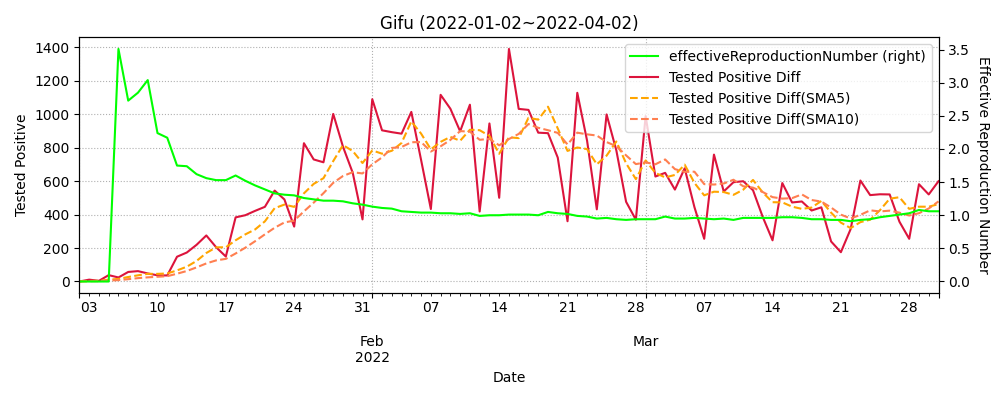 Gifu (2022-01-02~2022-04-02)
1400
1200
1000
800
600
400
200
0
Tested Positive
3.5
3.0
2.5
2.0
1.5
1.0
0.5
0.0
Effective Reproduction Number
effectiveReproductionNumber (right)
Tested Positive Diff
Tested Positive Diff(SMA5)
Tested Positive Diff(SMA10)
03 10 17 24 31 07 14 21 28 07 14 21 28
Feb Mar
2022
Date